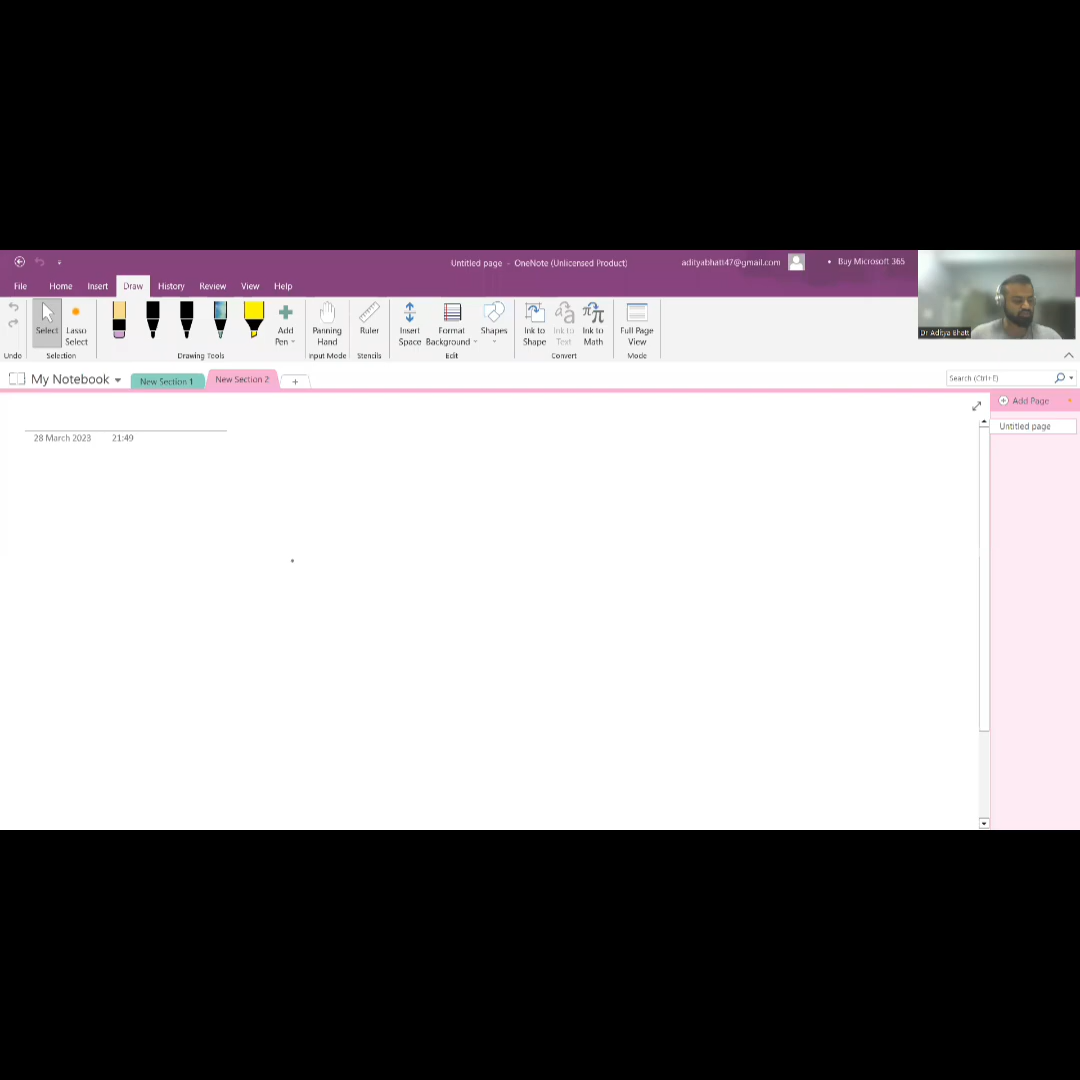 Untitled page - OneNote (Unlicensed Product)
adityabhatt47@gmail.com
Buy Microsoft 365
File Home Insert Draw History Review View Help
Dr Aditya Bhatt
Select
Lasso
Select
Add
Pen
Panning
Hand
Ruler
Insert
Space
Format
Background
Shapes
Ink to
Shape
Ink to
Text
Ink to
Math
Full Page
View
Undo Selection Drawing Tools Input Mode Stencils Edit Convert Mode
My Notebook New Section 1 New Section 2 +
Search (Ctrl+E)
Add Page
Untitled page
28 March 2023 21:49